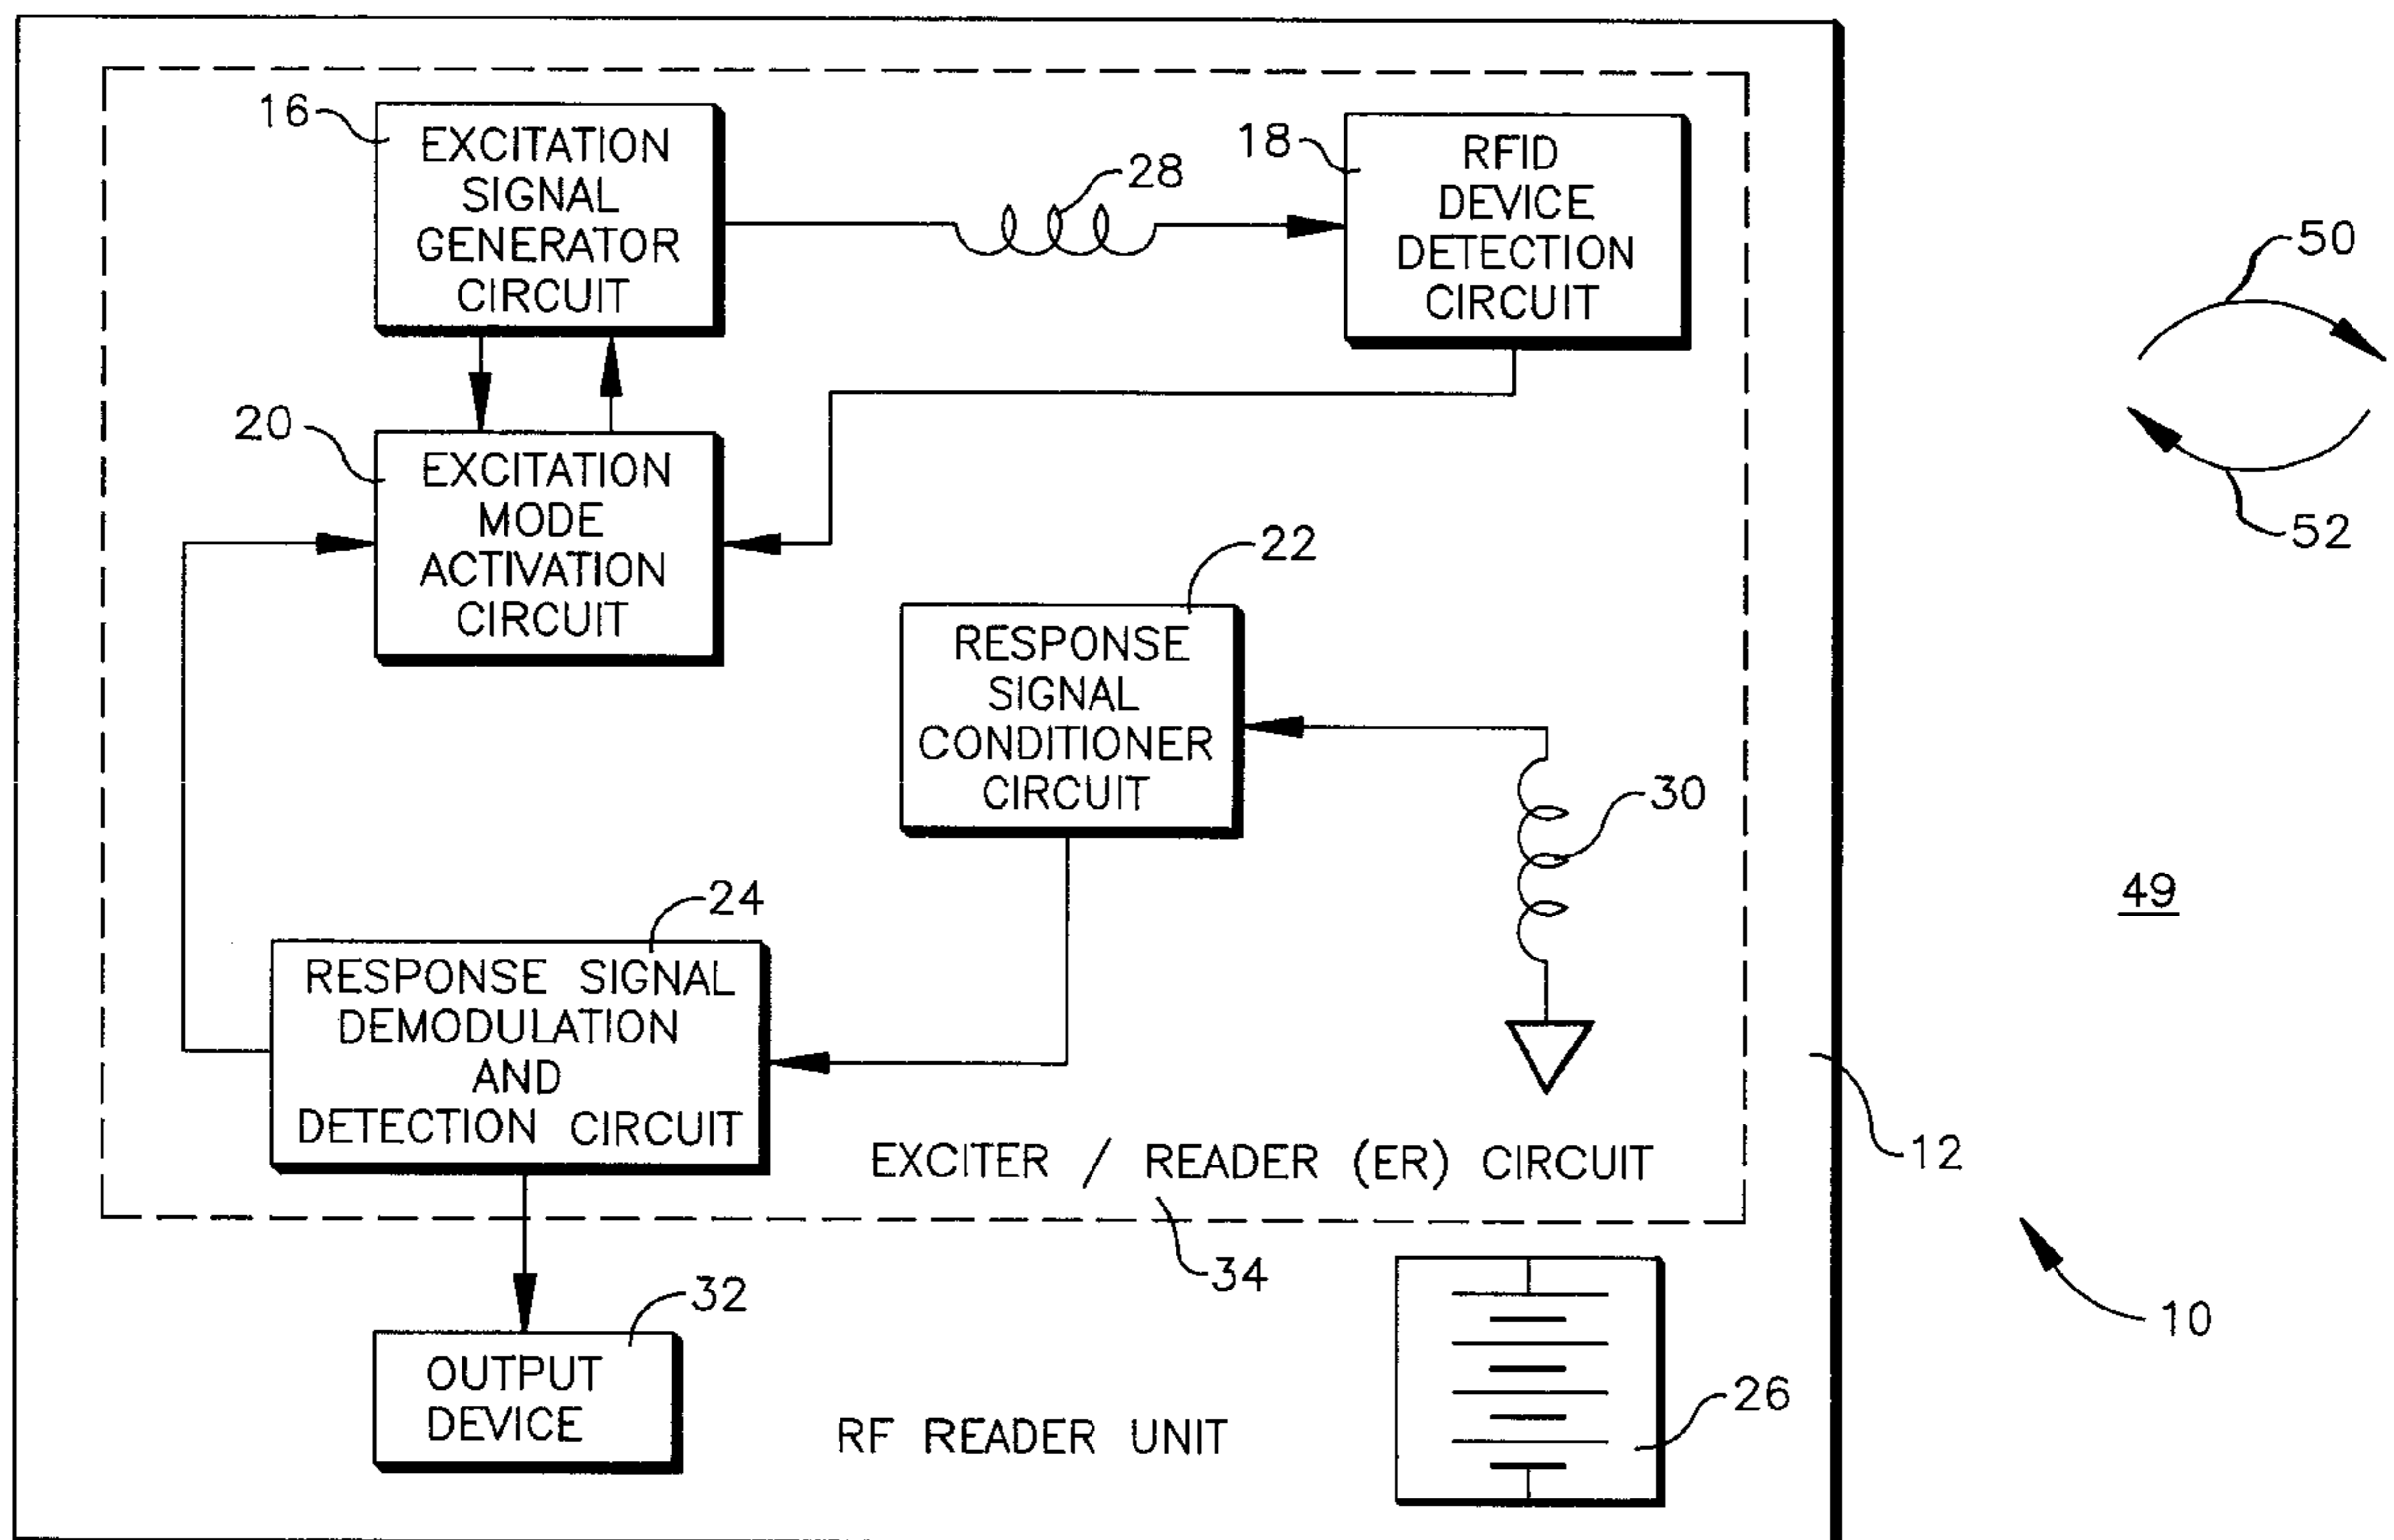 16
EXCITATION
SIGNAL
GENERATOR
CIRCUIT
28
18
RFID
DEVICE
DETECTION
CIRCUIT
50
52
20
EXCITATION
MODE
ACTIVATION
CIRCUIT
22
RESPONSE
SIGNAL
CONDITIONER
CIRCUIT
30
49
24
RESPONSE SIGNAL
DEMODULATION
AND
DETECTION CIRCUIT
EXCITER / READER (ER) CIRCUIT
12
34
10
32
OUTPUT
DEVICE
RF READER UNIT
26